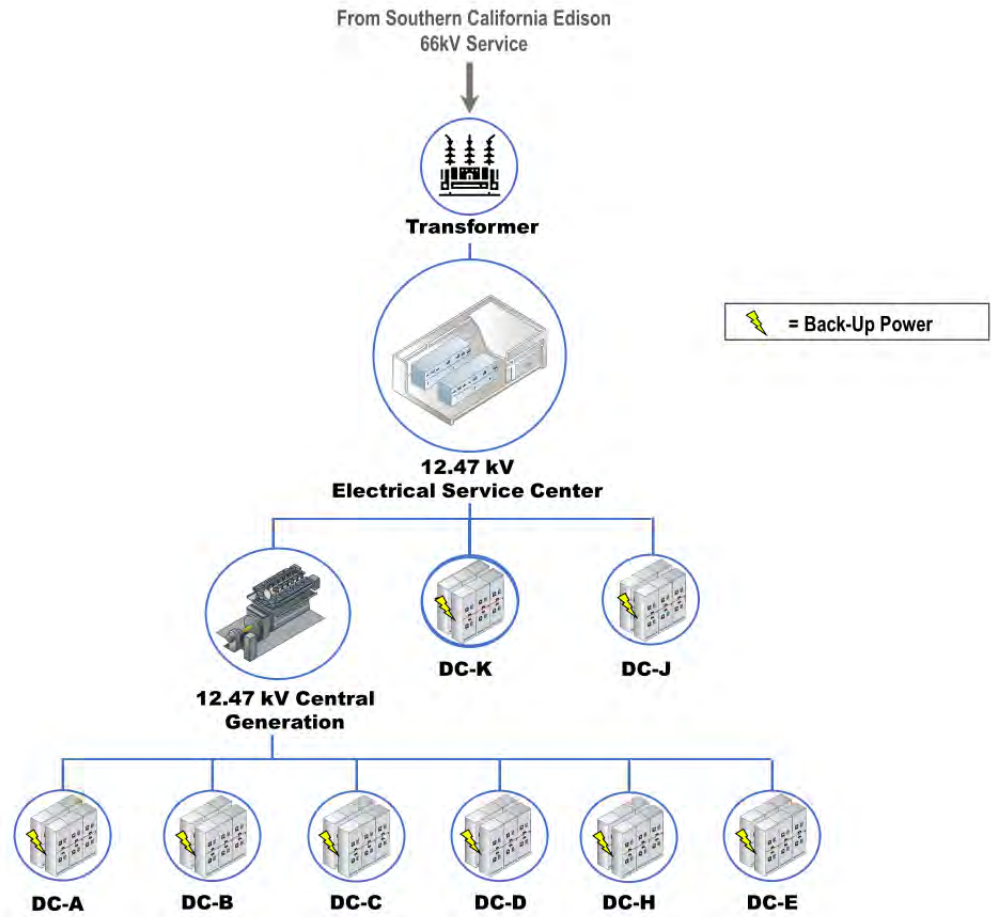 From Southern California Edison
66kV Service
Transformer
= Back-Up Power
12.47 kV
Electrical Service Center
DC-K
DC-J
12.47 kV Central
Generation
DC-A
DC-B
DC-C
DC-D
DC-H
DC-E